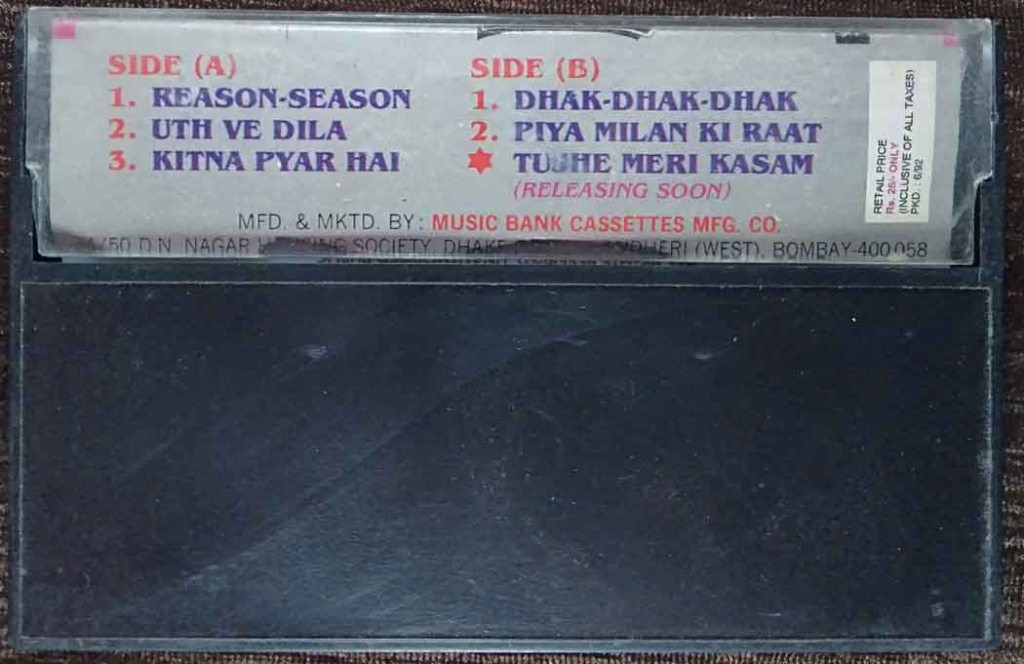 SIDE (A)
1. REASON-SEASON
2. UTH VE DILA
3. KITNA PYAR HAI
SIDE (B)
1. DHAK-DHAK-DHAK
2. PIYA MILAN KI RAAT
TUJHE MERI KASAM
(RELEASING SOON)
MFD. & MKTD. BY: MUSIC BANK CASSETTES MFG. CO.
D.N. NAGAR SOCIETY, (WEST), BOMBAY-400 058
RETAIL PRICE
Rs. 25/- ONLY
(INCLUSIVE OF ALL TAXES)
PKD. : 6/92